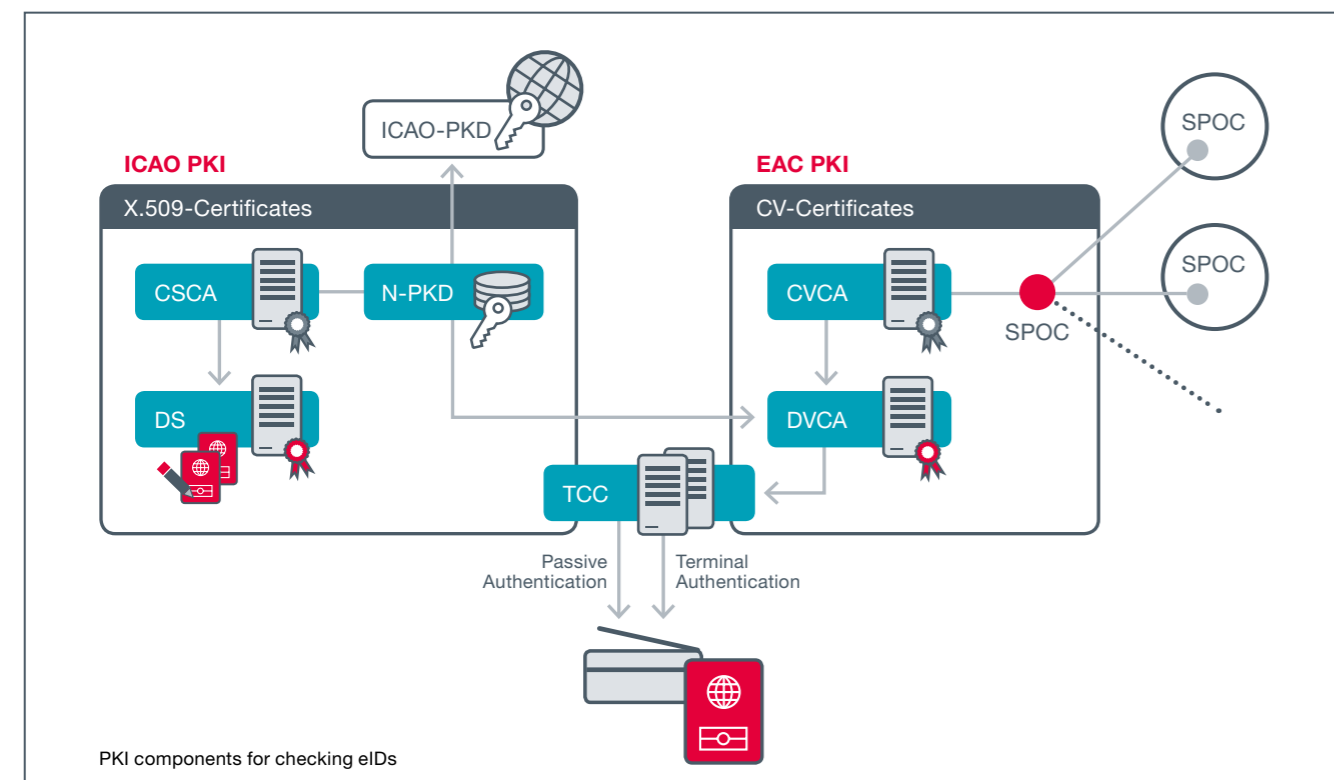 ICAO-PKD
ICAO PKI
X.509-Certificates
CSCA
N-PKD
DS
EAC PKI
CV-Certificates
CVCA
DVCA
SPOC
SPOC
SPOC
TCC
Passive
Authentication
Terminal
Authentication
PKI components for checking eIDs